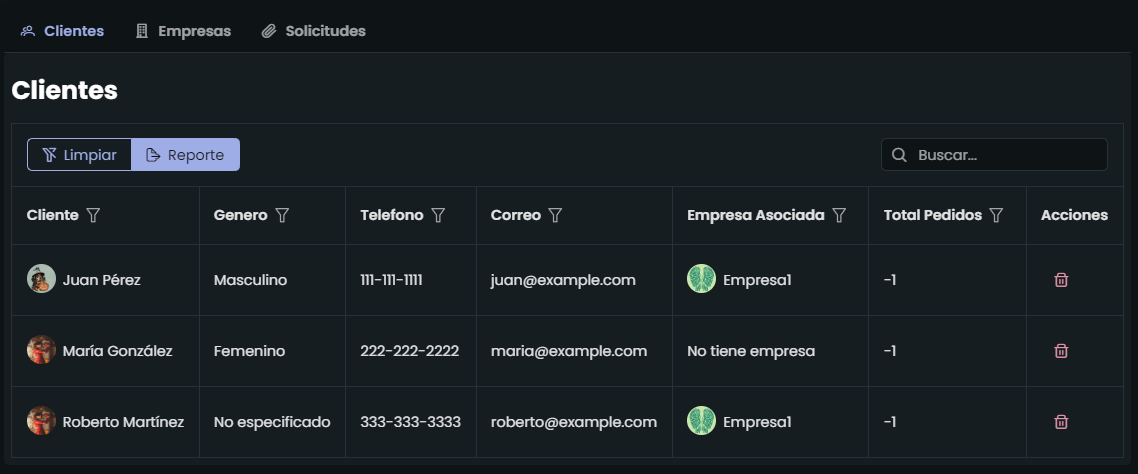 Clientes Empresas Solicitudes
Clientes
Limpiar Reporte Buscar...
Cliente Genero Telefono Correo Empresa Asociada Total Pedidos Acciones
Juan Pérez Masculino 111-111-1111 juan@example.com Empresa1 -1
María González Femenino 222-222-2222 maria@example.com No tiene empresa -1
Roberto Martínez No especificado 333-333-3333 roberto@example.com Empresa1 -1